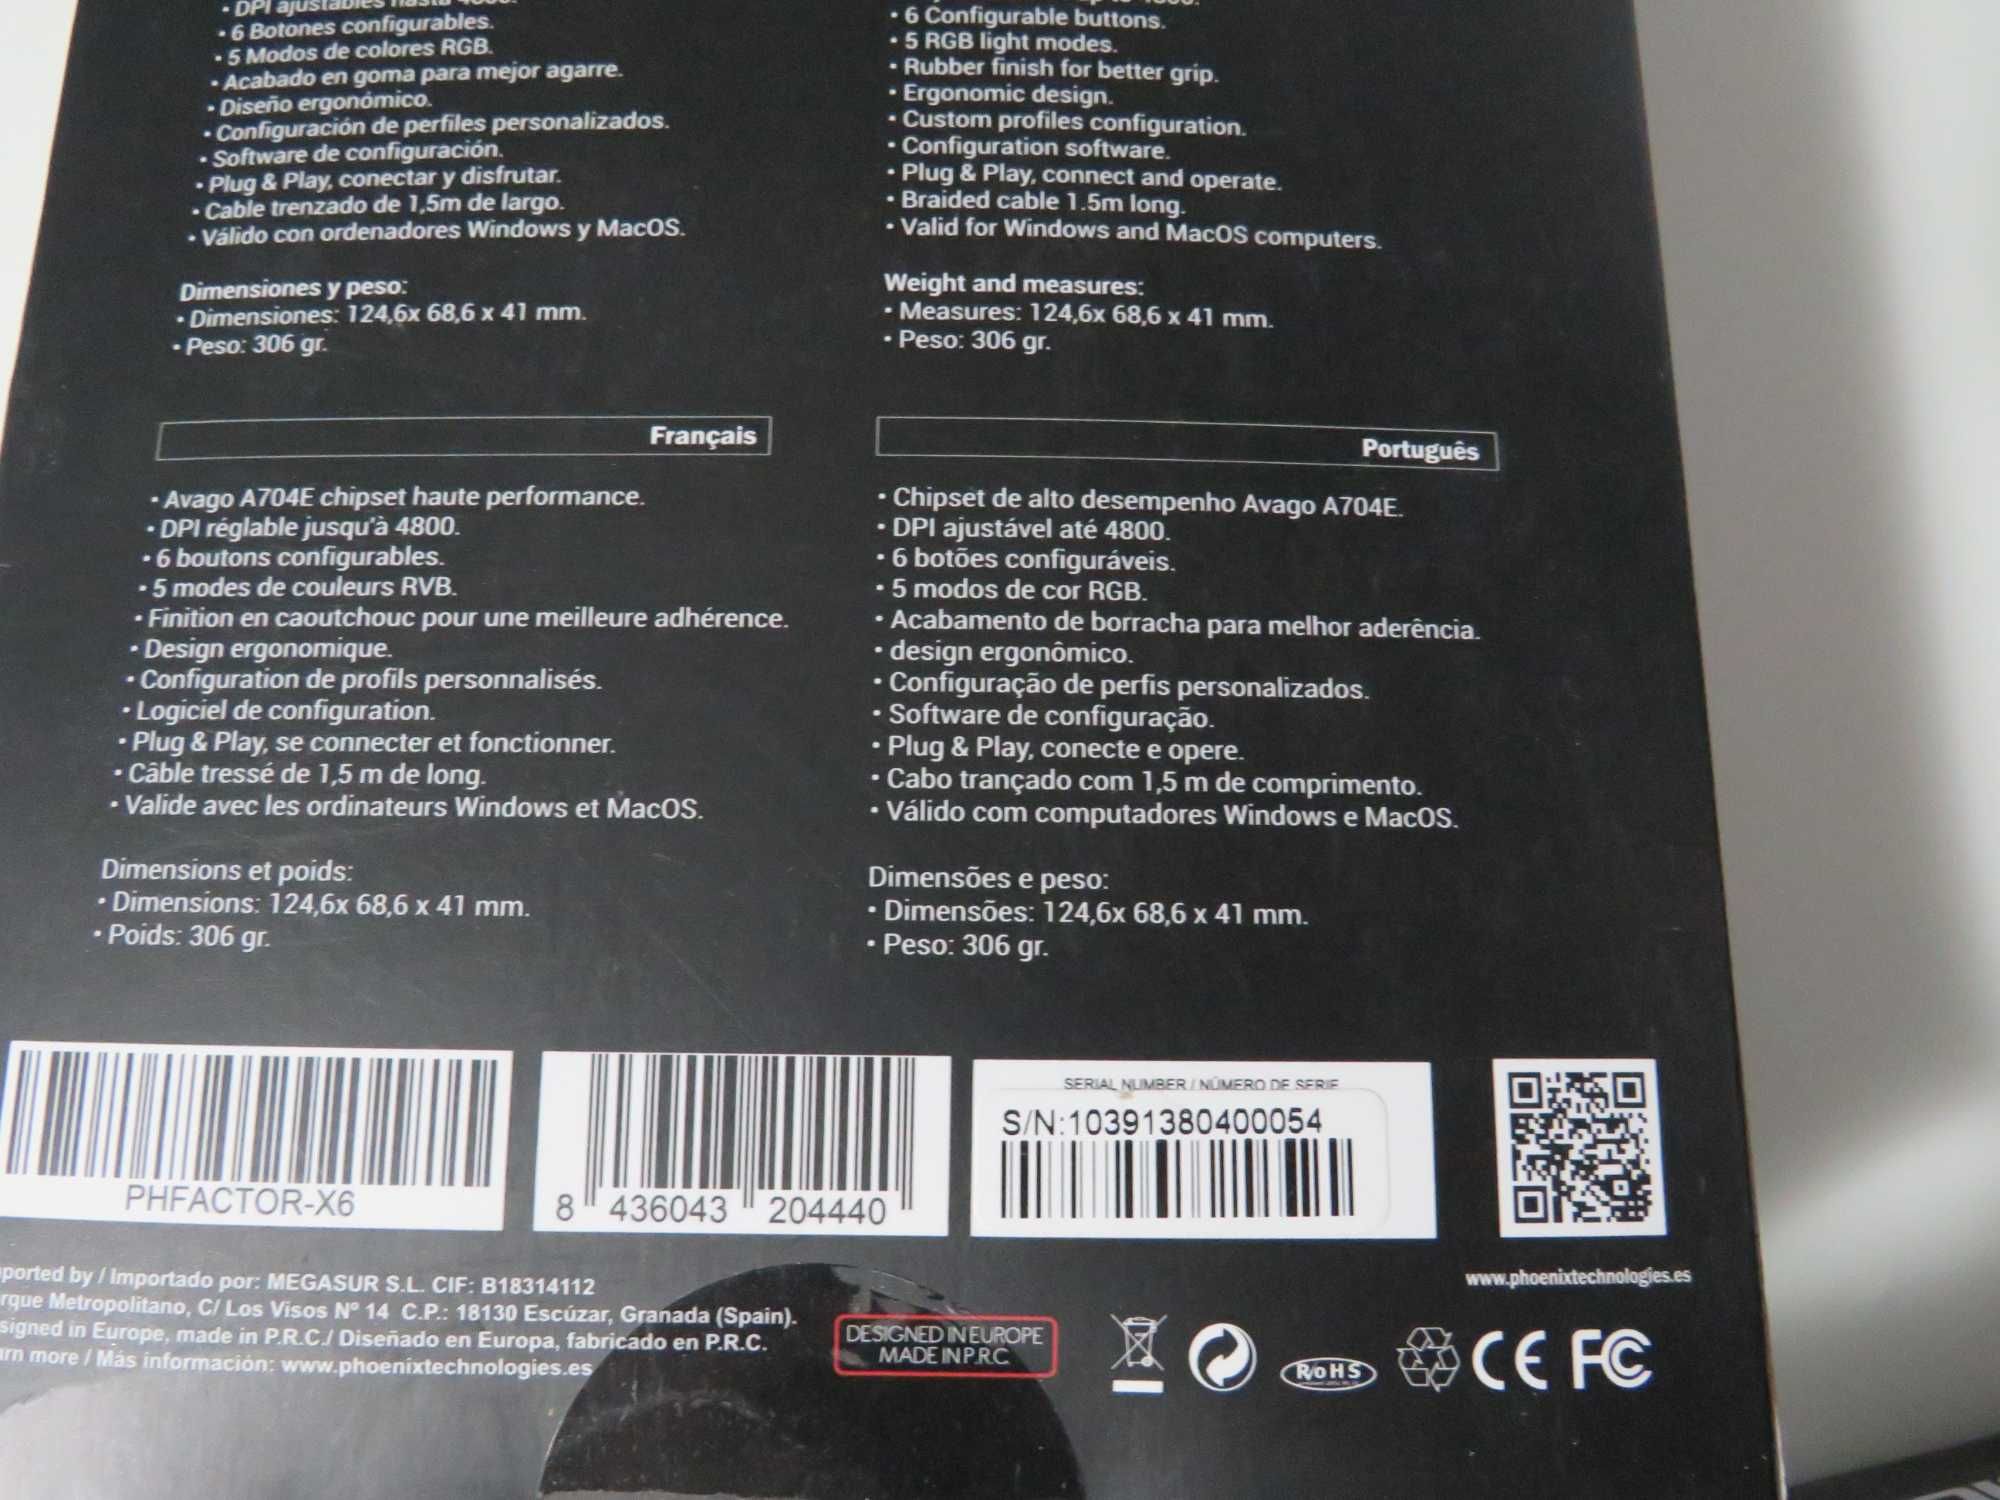 • DPI ajustables hasta 4800.
• 6 Botones configurables.
• 5 Modos de colores RGB.
• Acabado en goma para mejor agarre.
• Diseño ergonómico.
• Configuración de perfiles personalizados.
• Software de configuración.
• Plug & Play, conectar y disfrutar.
• Cable trenzado de 1,5m de largo.
• Válido con ordenadores Windows y MacOS.
Dimensiones y peso:
• Dimensiones: 124,6x 68,6 x 41 mm.
• Peso: 306 gr.
• 6 Configurable buttons.
• 5 RGB light modes.
• Rubber finish for better grip.
• Ergonomic design.
• Custom profiles configuration.
• Configuration software.
• Plug & Play, connect and operate.
• Braided cable 1.5m long.
• Valid for Windows and MacOS computers.
Weight and measures:
• Measures: 124,6x 68,6 x 41 mm.
• Peso: 306 gr.
Français
• Avago A704E chipset haute performance.
• DPI réglable jusqu'à 4800.
• 6 boutons configurables.
• 5 modes de couleurs RVB.
• Finition en caoutchouc pour une meilleure adhérence.
• Design ergonomique.
• Configuration de profils personnalisés.
• Logiciel de configuration.
• Plug & Play, se connecter et fonctionner.
• Câble tressé de 1,5 m de long.
• Valide avec les ordinateurs Windows et MacOS.
Dimensions et poids:
• Dimensions: 124,6x 68,6 x 41 mm.
• Poids: 306 gr.
Português
• Chipset de alto desempenho Avago A704E.
• DPI ajustável até 4800.
• 6 botões configuráveis.
• 5 modos de cor RGB.
• Acabamento de borracha para melhor aderência.
• design ergonômico.
• Configuração de perfis personalizados.
• Software de configuração.
• Plug & Play, conecte e opere.
• Cabo trançado com 1,5 m de comprimento.
• Válido com computadores Windows e MacOS.
Dimensões e peso:
• Dimensões: 124,6x 68,6 x 41 mm.
• Peso: 306 gr.
PHFACTOR-X6
8 436043 204440
SERIAL NUMBER / NÚMERO DE SERIE
S/N:10391380400054
www.phoenixtechnologies.es
ported by / Importado por: MEGASUR S.L. CIF: B18314112
rque Metropolitano, C/ Los Visos Nº 14 C.P.: 18130 Escúzar, Granada (Spain).
signed in Europe, made in P.R.C./ Diseñado en Europa, fabricado en P.R.C.
arn more / Más información: www.phoenixtechnologies.es
DESIGNED IN EUROPE
MADE IN P.R.C
RoHS
CE
FC